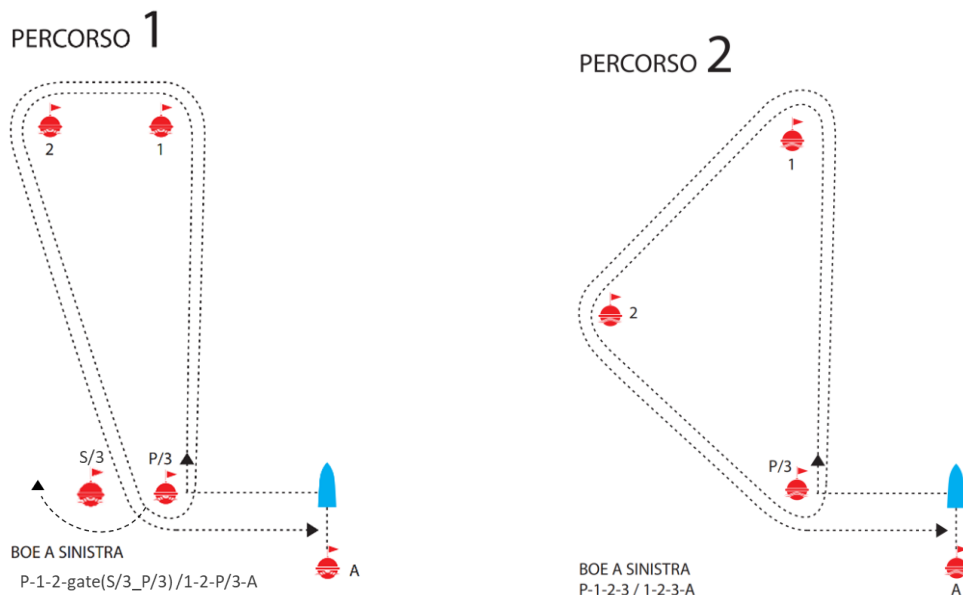 PERCORSO 1
2
1
S/3
P/3
A
BOE A SINISTRA
P-1-2-gate(S/3_P/3)/1-2-P/3-A
PERCORSO 2
1
2
P/3
A
BOE A SINISTRA
P-1-2-3 / 1-2-3-A